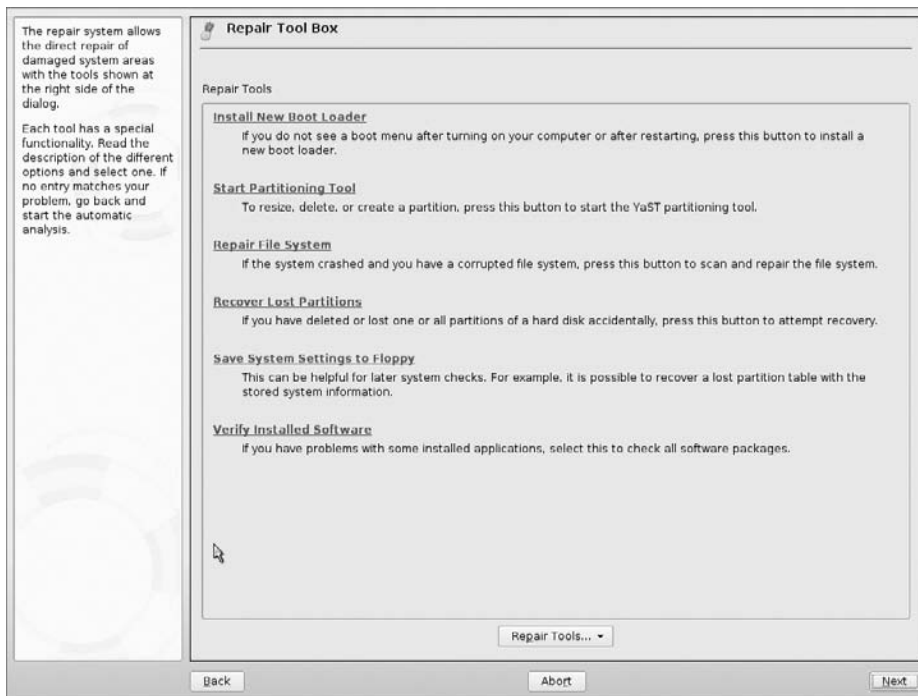 The repair system allows
the direct repair of
damaged system areas
with the tools shown at
the right side of the
dialog.
Each tool has a special
functionality. Read the
description of the different
options and select one. If
no entry matches your
problem, go back and
start the automatic
analysis.
Repair Tool Box
Repair Tools
Install New Boot Loader
If you do not see a boot menu after turning on your computer or after restarting, press this button to install a
new boot loader.
Start Partitioning Tool
To resize, delete, or create a partition, press this button to start the YaST partitioning tool.
Repair File System
If the system crashed and you have a corrupted file system, press this button to scan and repair the file system.
Recover Lost Partitions
If you have deleted or lost one or all partitions of a hard disk accidentally, press this button to attempt recovery.
Save System Settings to Floppy
This can be helpful for later system checks. For example, it is possible to recover a lost partition table with the
stored system information.
Verify Installed Software
If you have problems with some installed applications, select this to check all software packages.
Repair Tools...
Back
Abort
Next